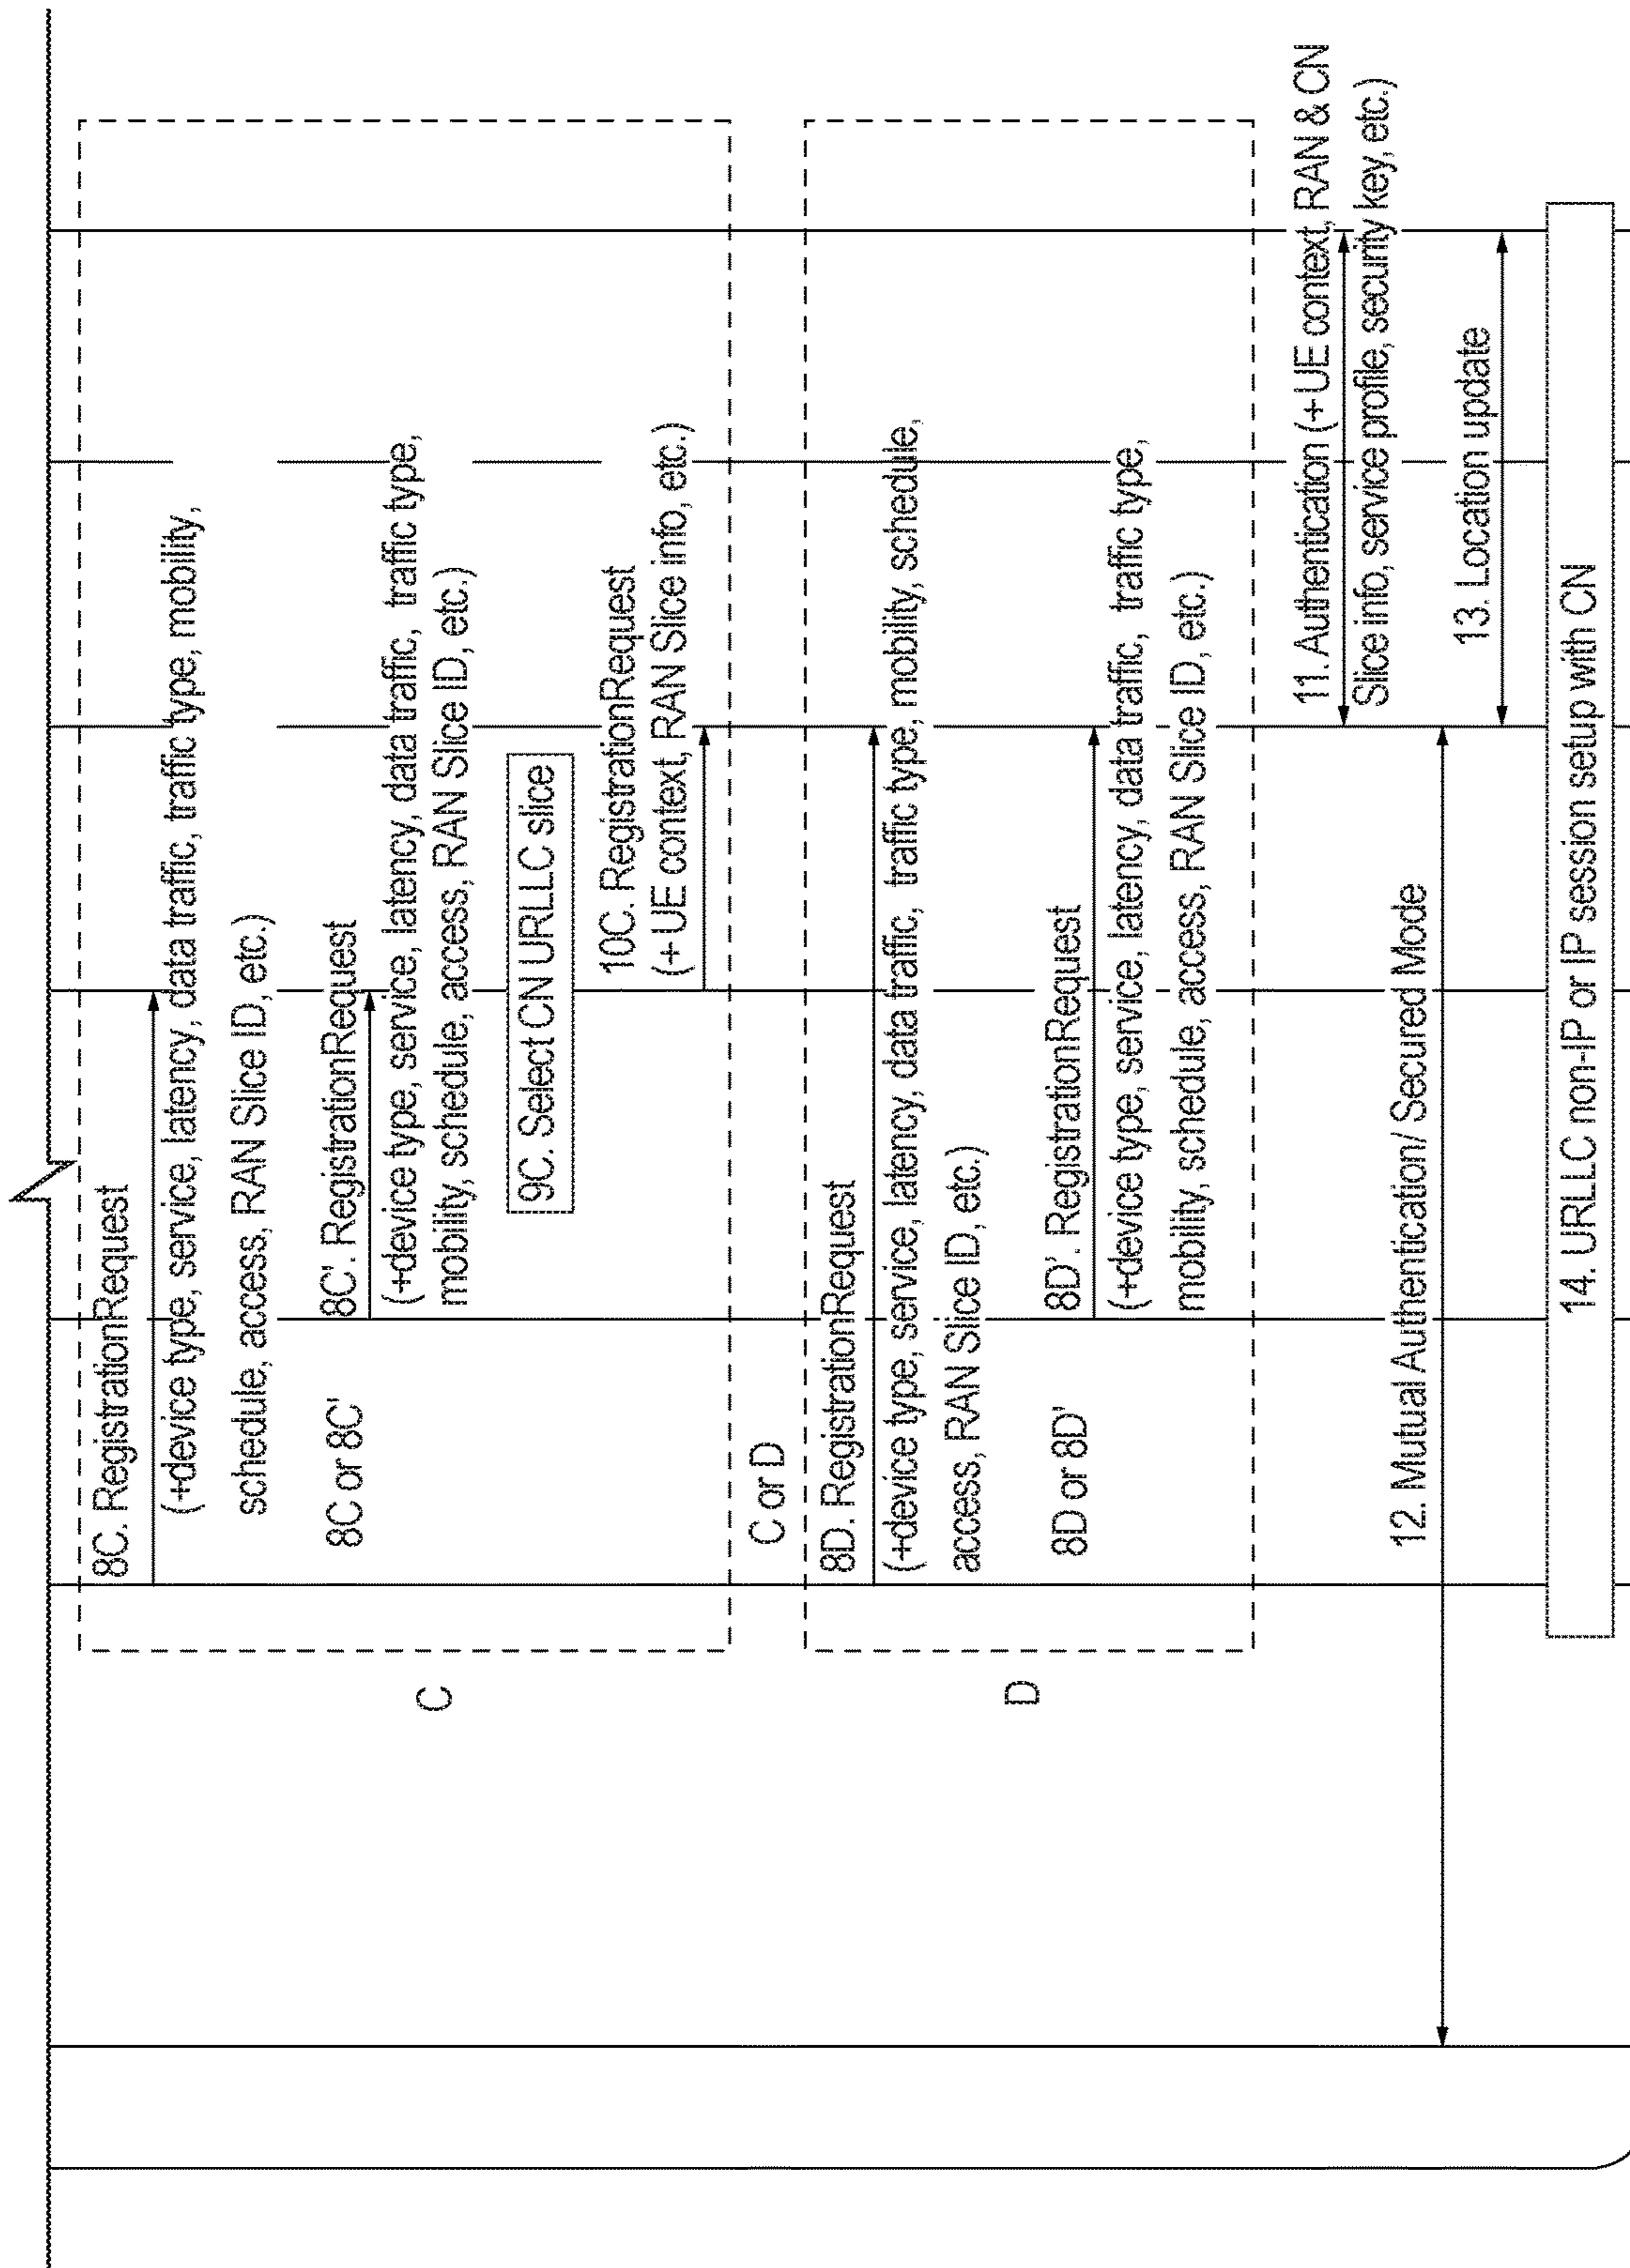 8C. RegistrationRequest
(+device type, service, latency, data traffic, traffic type, mobility,
schedule, access, RAN Slice ID, etc.)
8C or 8C'
8C'. RegistrationRequest
(+device type, service, latency, data traffic, traffic type,
mobility, schedule, access, RAN Slice ID, etc.)
C
9C. Select CN URLLC slice
10C. RegistrationRequest
(+ UE context, RAN Slice info, etc.)
C or D
8D. RegistrationRequest
(+device type, service, latency, data traffic, traffic type, mobility, schedule,
access, RAN Slice ID, etc.)
D
8D or 8D'
8D'. RegistrationRequest
(+device type, service, latency, data traffic, traffic type,
mobility, schedule, access, RAN Slice ID, etc.)
11. Authentication (+ UE context, RAN & CN
Slice info, service profile, security key, etc.)
12. Mutual Authentication/ Secured Mode
13. Location update
14. URLLC non-IP or IP session setup with CN